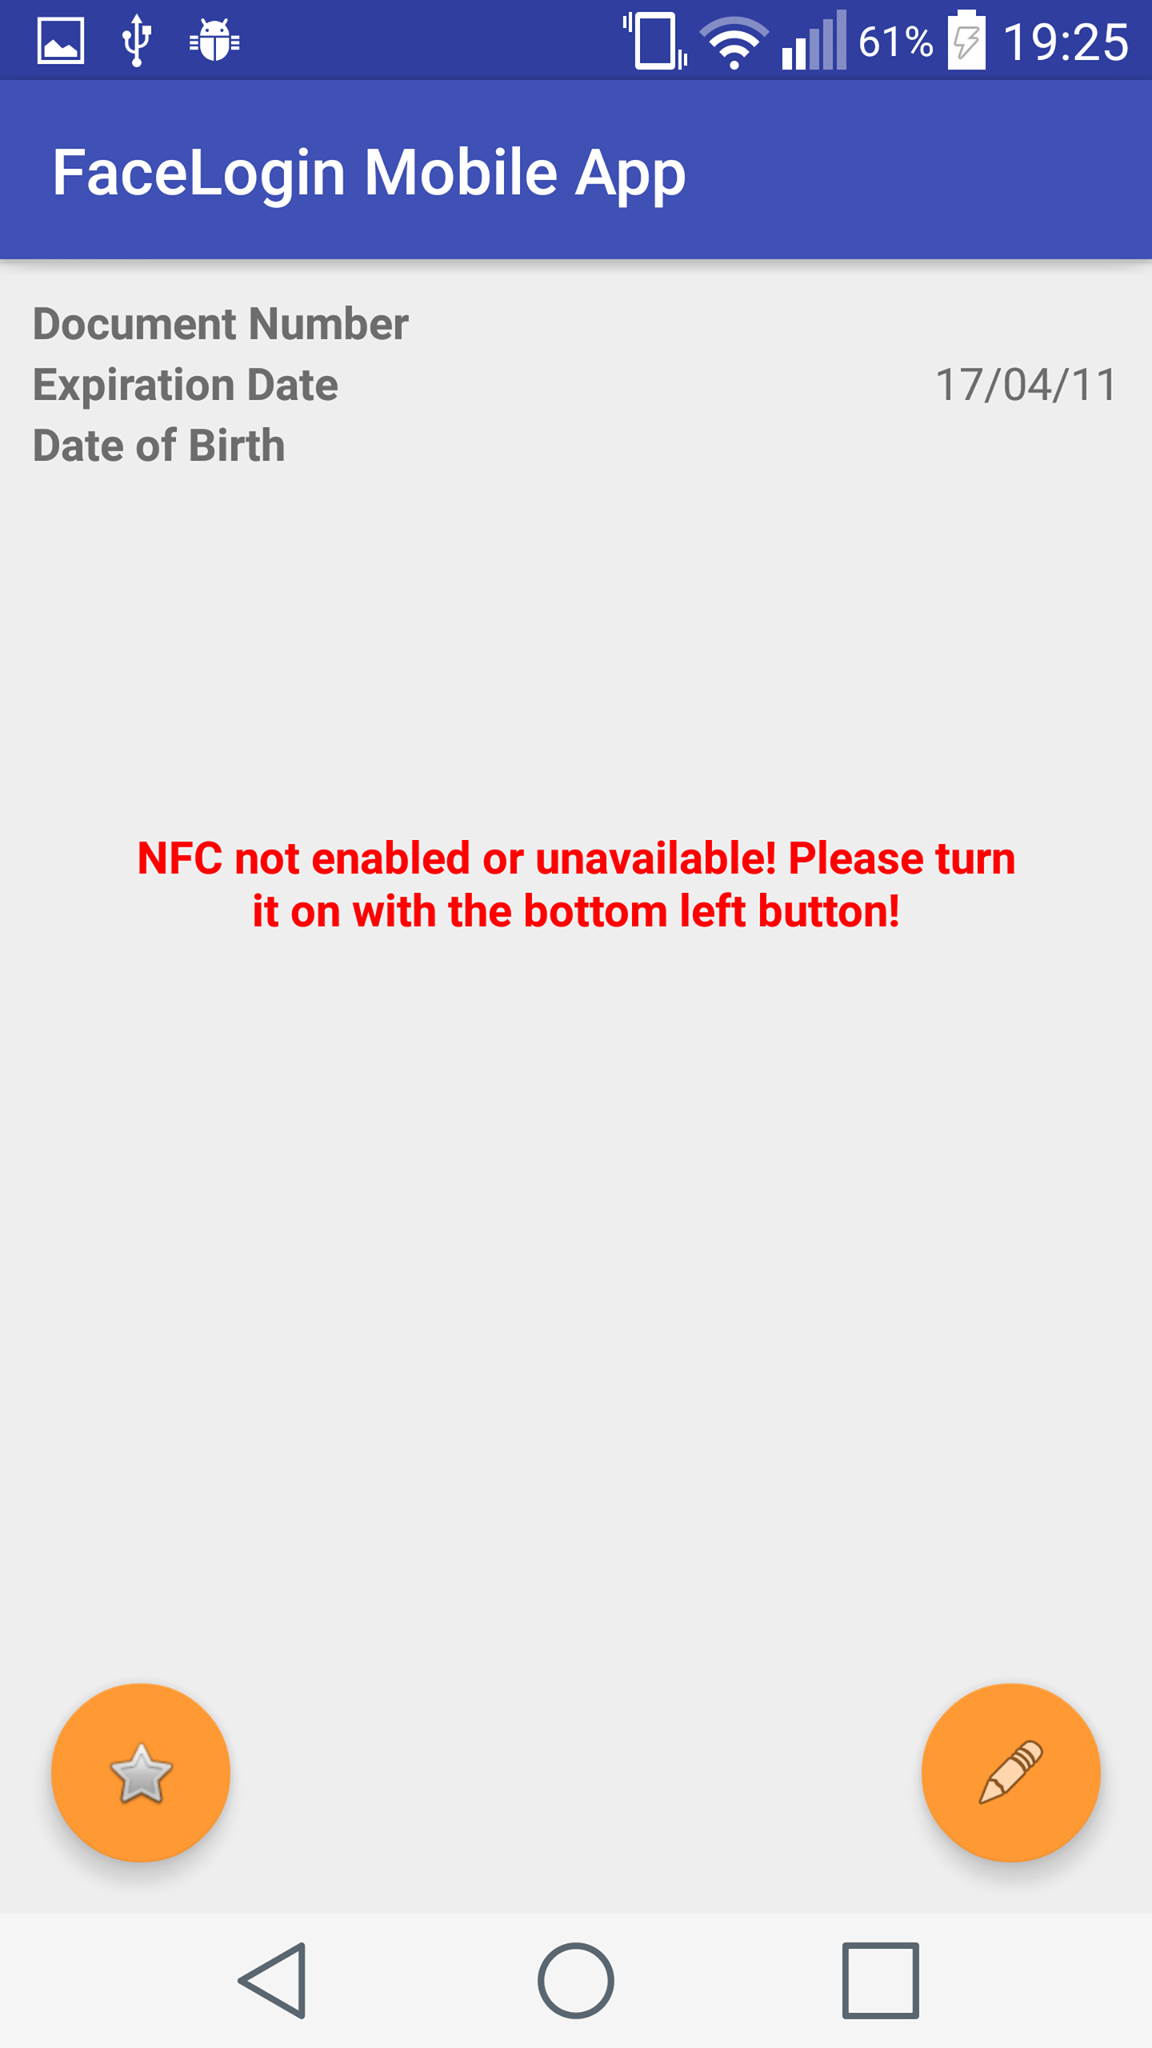 61% 19:25
FaceLogin Mobile App
Document Number
Expiration Date 17/04/11
Date of Birth
NFC not enabled or unavailable! Please turn
it on with the bottom left button!